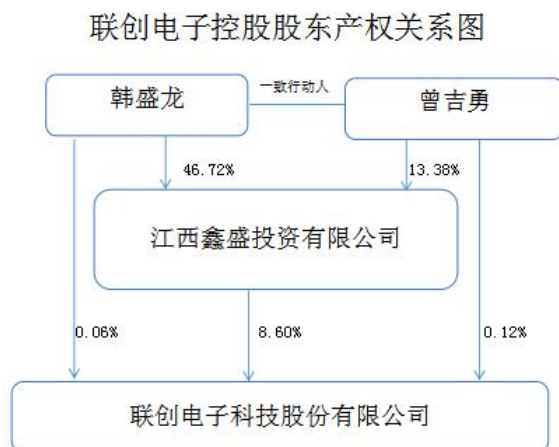 联创电子控股股东产权关系图
韩盛龙
一致行动人
曾吉勇
46.72%
13.38%
江西鑫盛投资有限公司
0.06%
8.60%
0.12%
联创电子科技股份有限公司